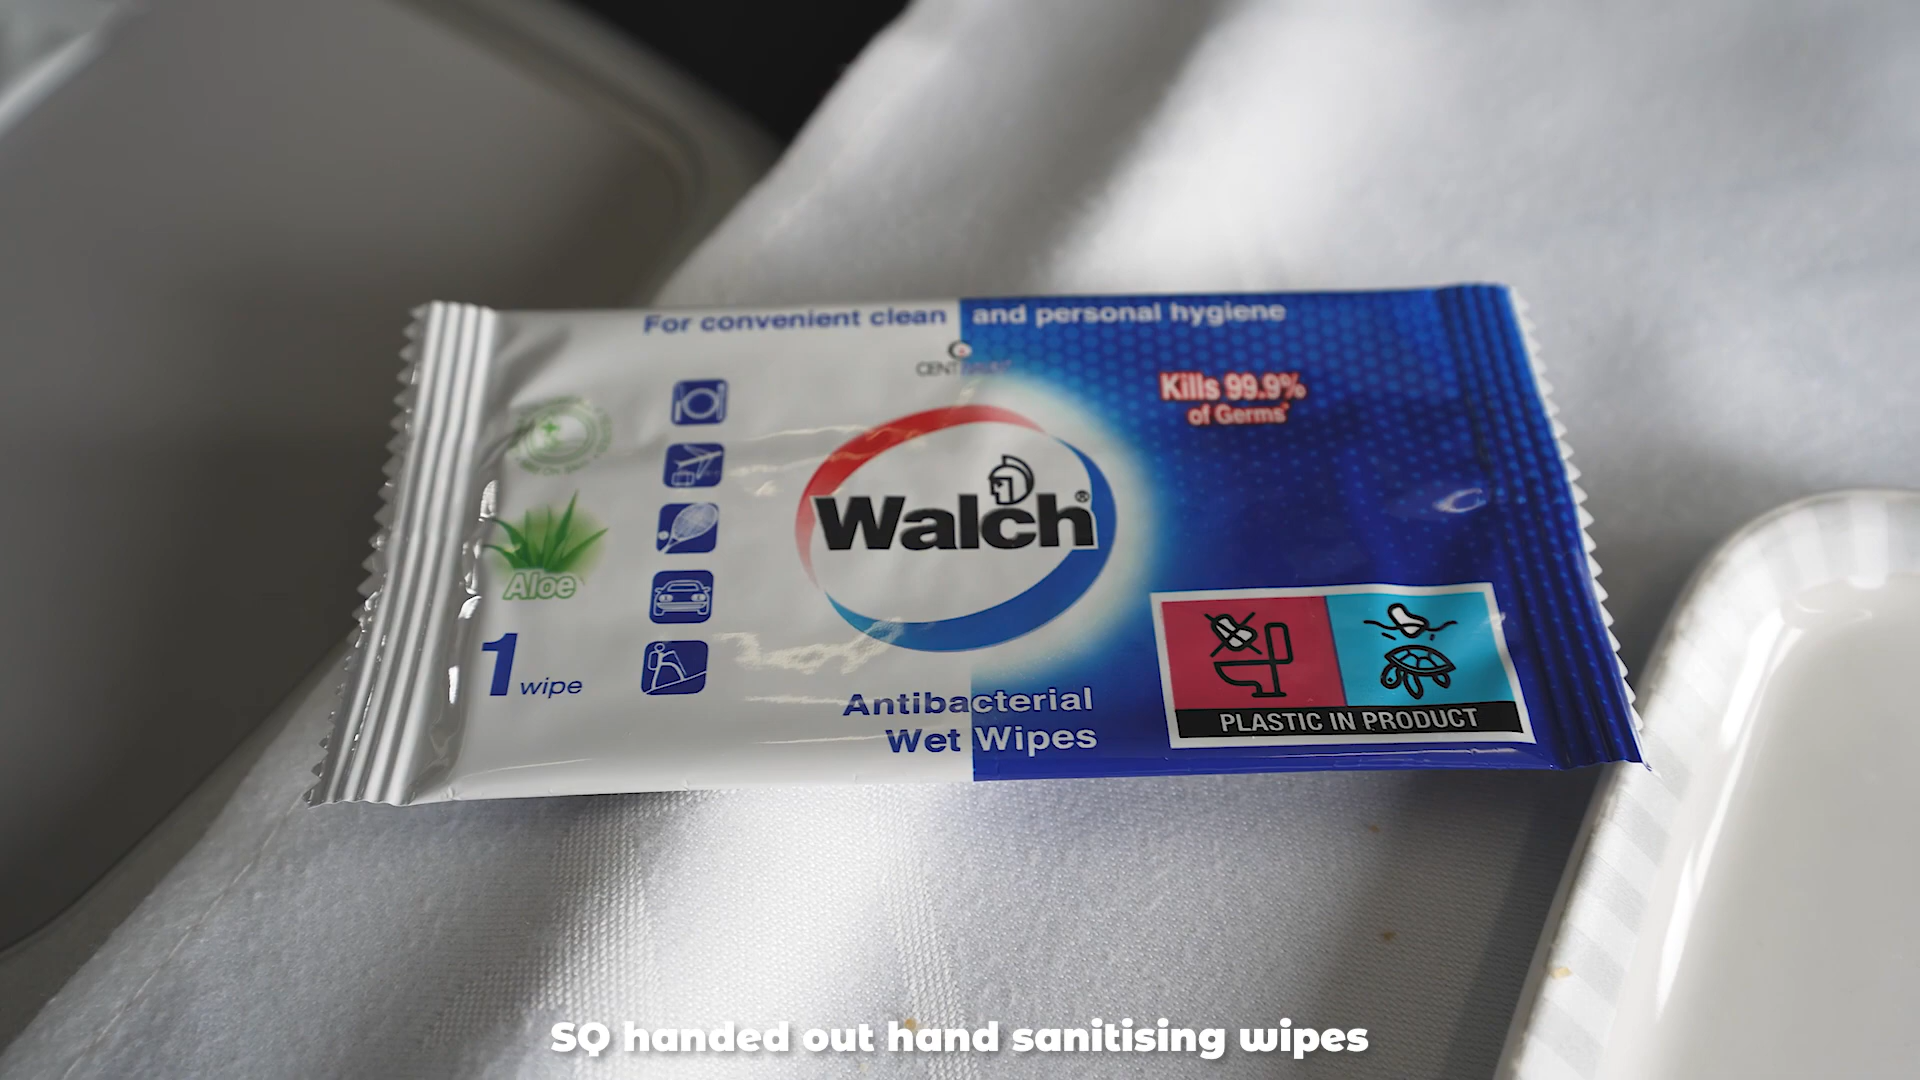 For convenient clean and personal hygiene
Kills 99.9%
of Germs*
Walch®
Aloe
1 wipe
Antibacterial
Wet Wipes
PLASTIC IN PRODUCT
SQ handed out hand sanitising wipes